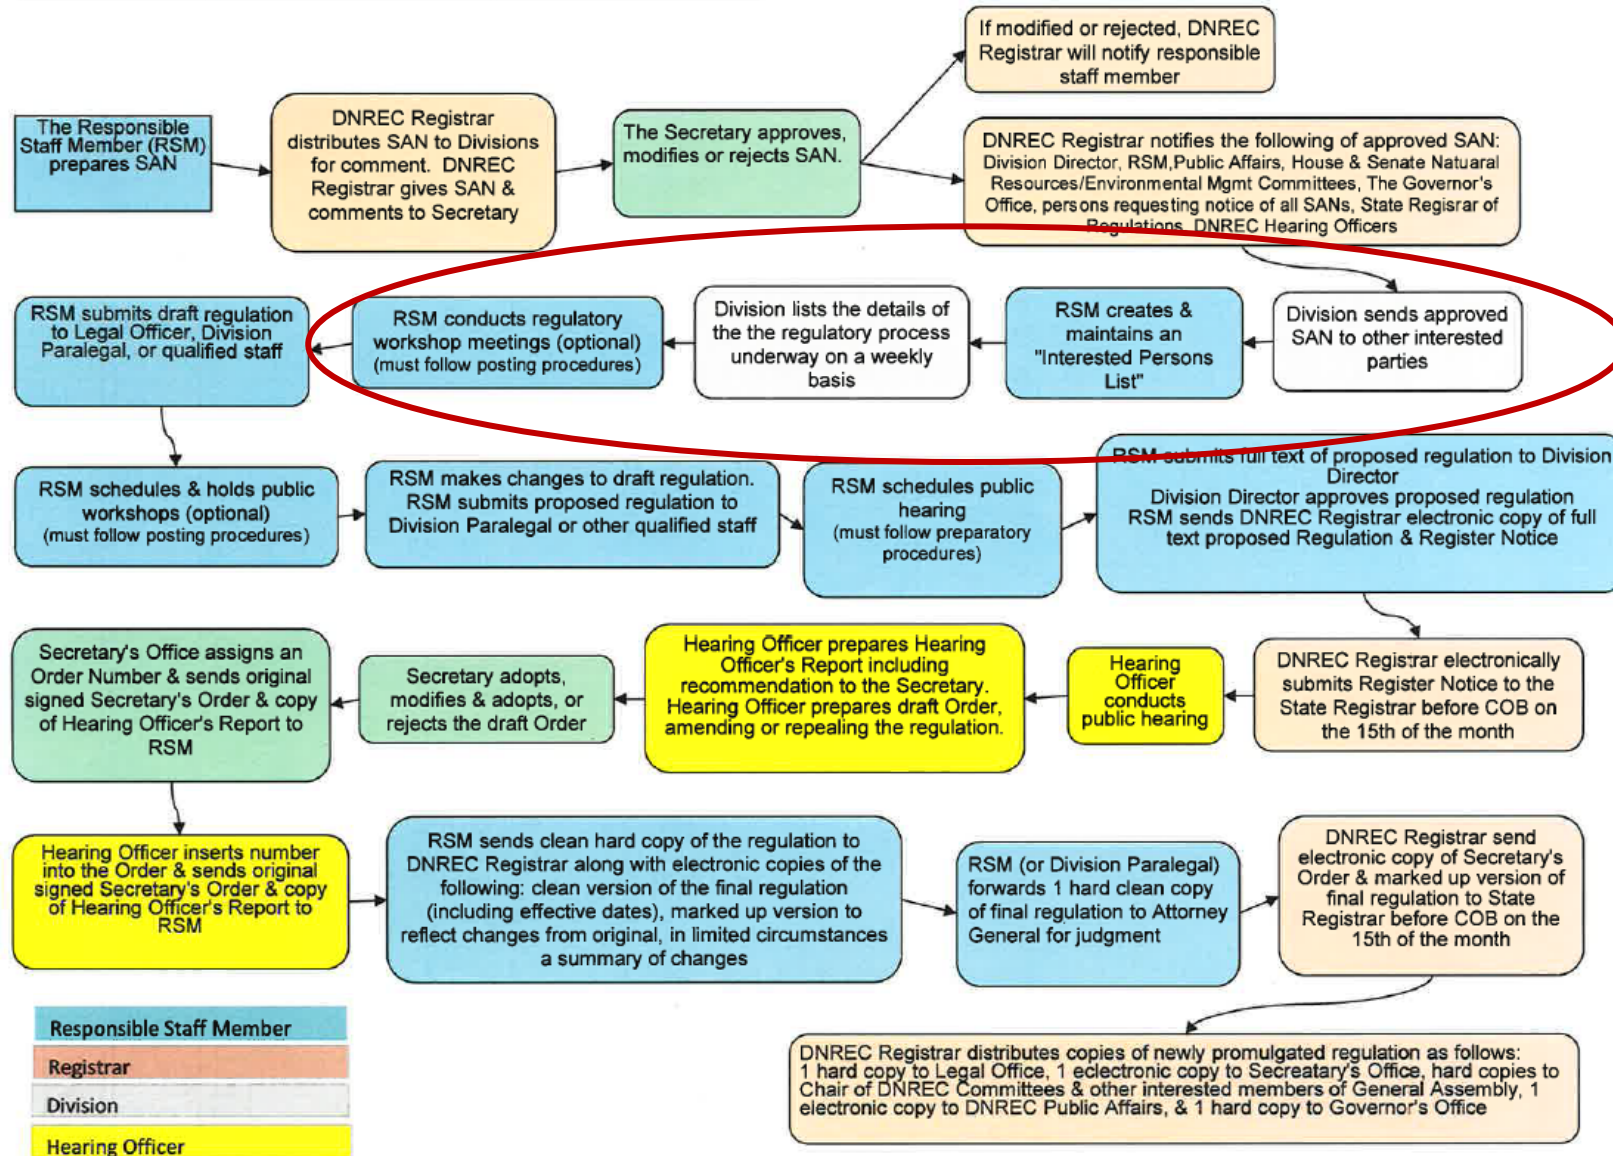 If modified or rejected, DNREC
Registrar will notify responsible
staff member
The Responsible
Staff Member (RSM)
prepares SAN
DNREC Registrar
distributes SAN to Divisions
for comment. DNREC
Registrar gives SAN &
comments to Secretary
The Secretary approves,
modifies or rejects SAN.
DNREC Registrar notifies the following of approved SAN:
Division Director, RSM,Public Affairs, House & Senate Natuaral
Resources/Environmental Mgmt Committees, The Governor's
Office, persons requesting notice of all SANs, State Regisrar of
Regulations, DNREC Hearing Officers
RSM submits draft regulation
to Legal Officer, Division
Paralegal, or qualified staff
RSM conducts regulatory
workshop meetings (optional)
(must follow posting procedures)
Division lists the details of
the the regulatory process
underway on a weekly
basis
RSM creates &
maintains an
"Interested Persons
List"
Division sends approved
SAN to other interested
parties
RSM schedules & holds public
workshops (optional)
(must follow posting procedures)
RSM makes changes to draft regulation.
RSM submits proposed regulation to
Division Paralegal or other qualified staff
RSM schedules public
hearing
(must follow preparatory
procedures)
RSM submits full text of proposed regulation to Division
Director
Division Director approves proposed regulation
RSM sends DNREC Registrar electronic copy of full
text proposed Regulation & Register Notice
Secretary's Office assigns an
Order Number & sends original
signed Secretary's Order & copy
of Hearing Officer's Report to
RSM
Secretary adopts,
modifies & adopts, or
rejects the draft Order
Hearing Officer prepares Hearing
Officer's Report including
recommendation to the Secretary.
Hearing Officer prepares draft Order,
amending or repealing the regulation.
Hearing
Officer
conducts
public hearing
DNREC Registrar electronically
submits Register Notice to the
State Registrar before COB on
the 15th of the month
Hearing Officer inserts number
into the Order & sends original
signed Secretary's Order & copy
of Hearing Officer's Report to
RSM
RSM sends clean hard copy of the regulation to
DNREC Registrar along with electronic copies of the
following: clean version of the final regulation
(including effective dates), marked up version to
reflect changes from original, in limited circumstances
a summary of changes
RSM (or Division Paralegal)
forwards 1 hard clean copy
of final regulation to Attorney
General for judgment
DNREC Registrar send
electronic copy of Secretary's
Order & marked up version of
final regulation to State
Registrar before COB on the
15th of the month
Responsible Staff Member
Registrar
Division
Hearing Officer
DNREC Registrar distributes copies of newly promulgated regulation as follows:
1 hard copy to Legal Office, 1 eclectronic copy to Secreatary's Office, hard copies to
Chair of DNREC Committees & other interested members of General Assembly, 1
electronic copy to DNREC Public Affairs, & 1 hard copy to Governor's Office